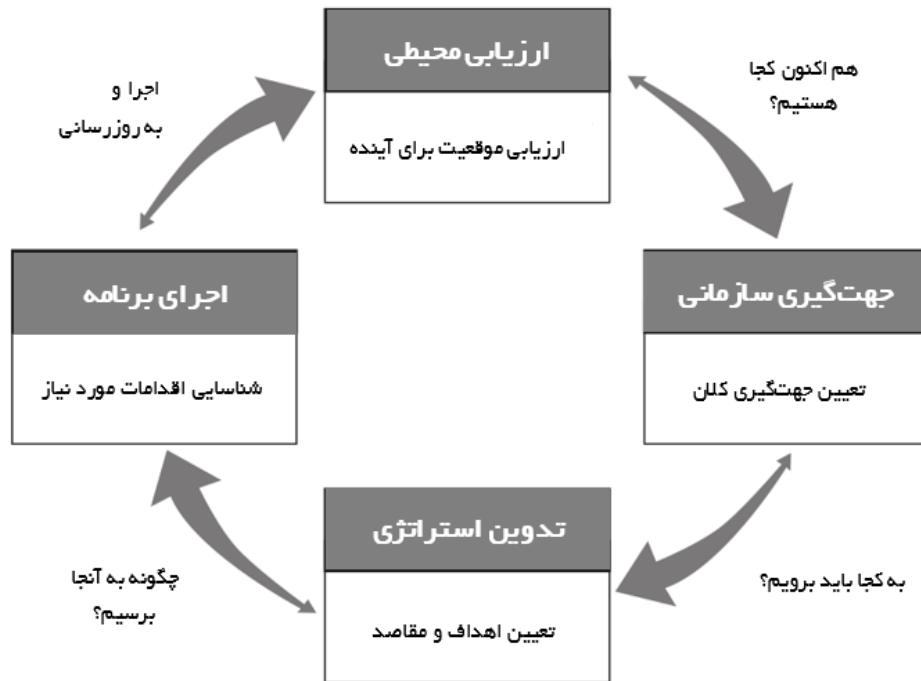 ارزیابی محیطی
ارزیابی موقعیت برای آینده
هم اکنون کجا
هستیم؟
جهت‌گیری سازمانی
تعیین جهت‌گیری کلان
به کجا باید برویم؟
تدوین استراتژی
تعیین اهداف و مقاصد
چگونه به آنجا
برسیم؟
اجرای برنامه
شناسایی اقدامات مورد نیاز
اجرا و
به روزرسانی